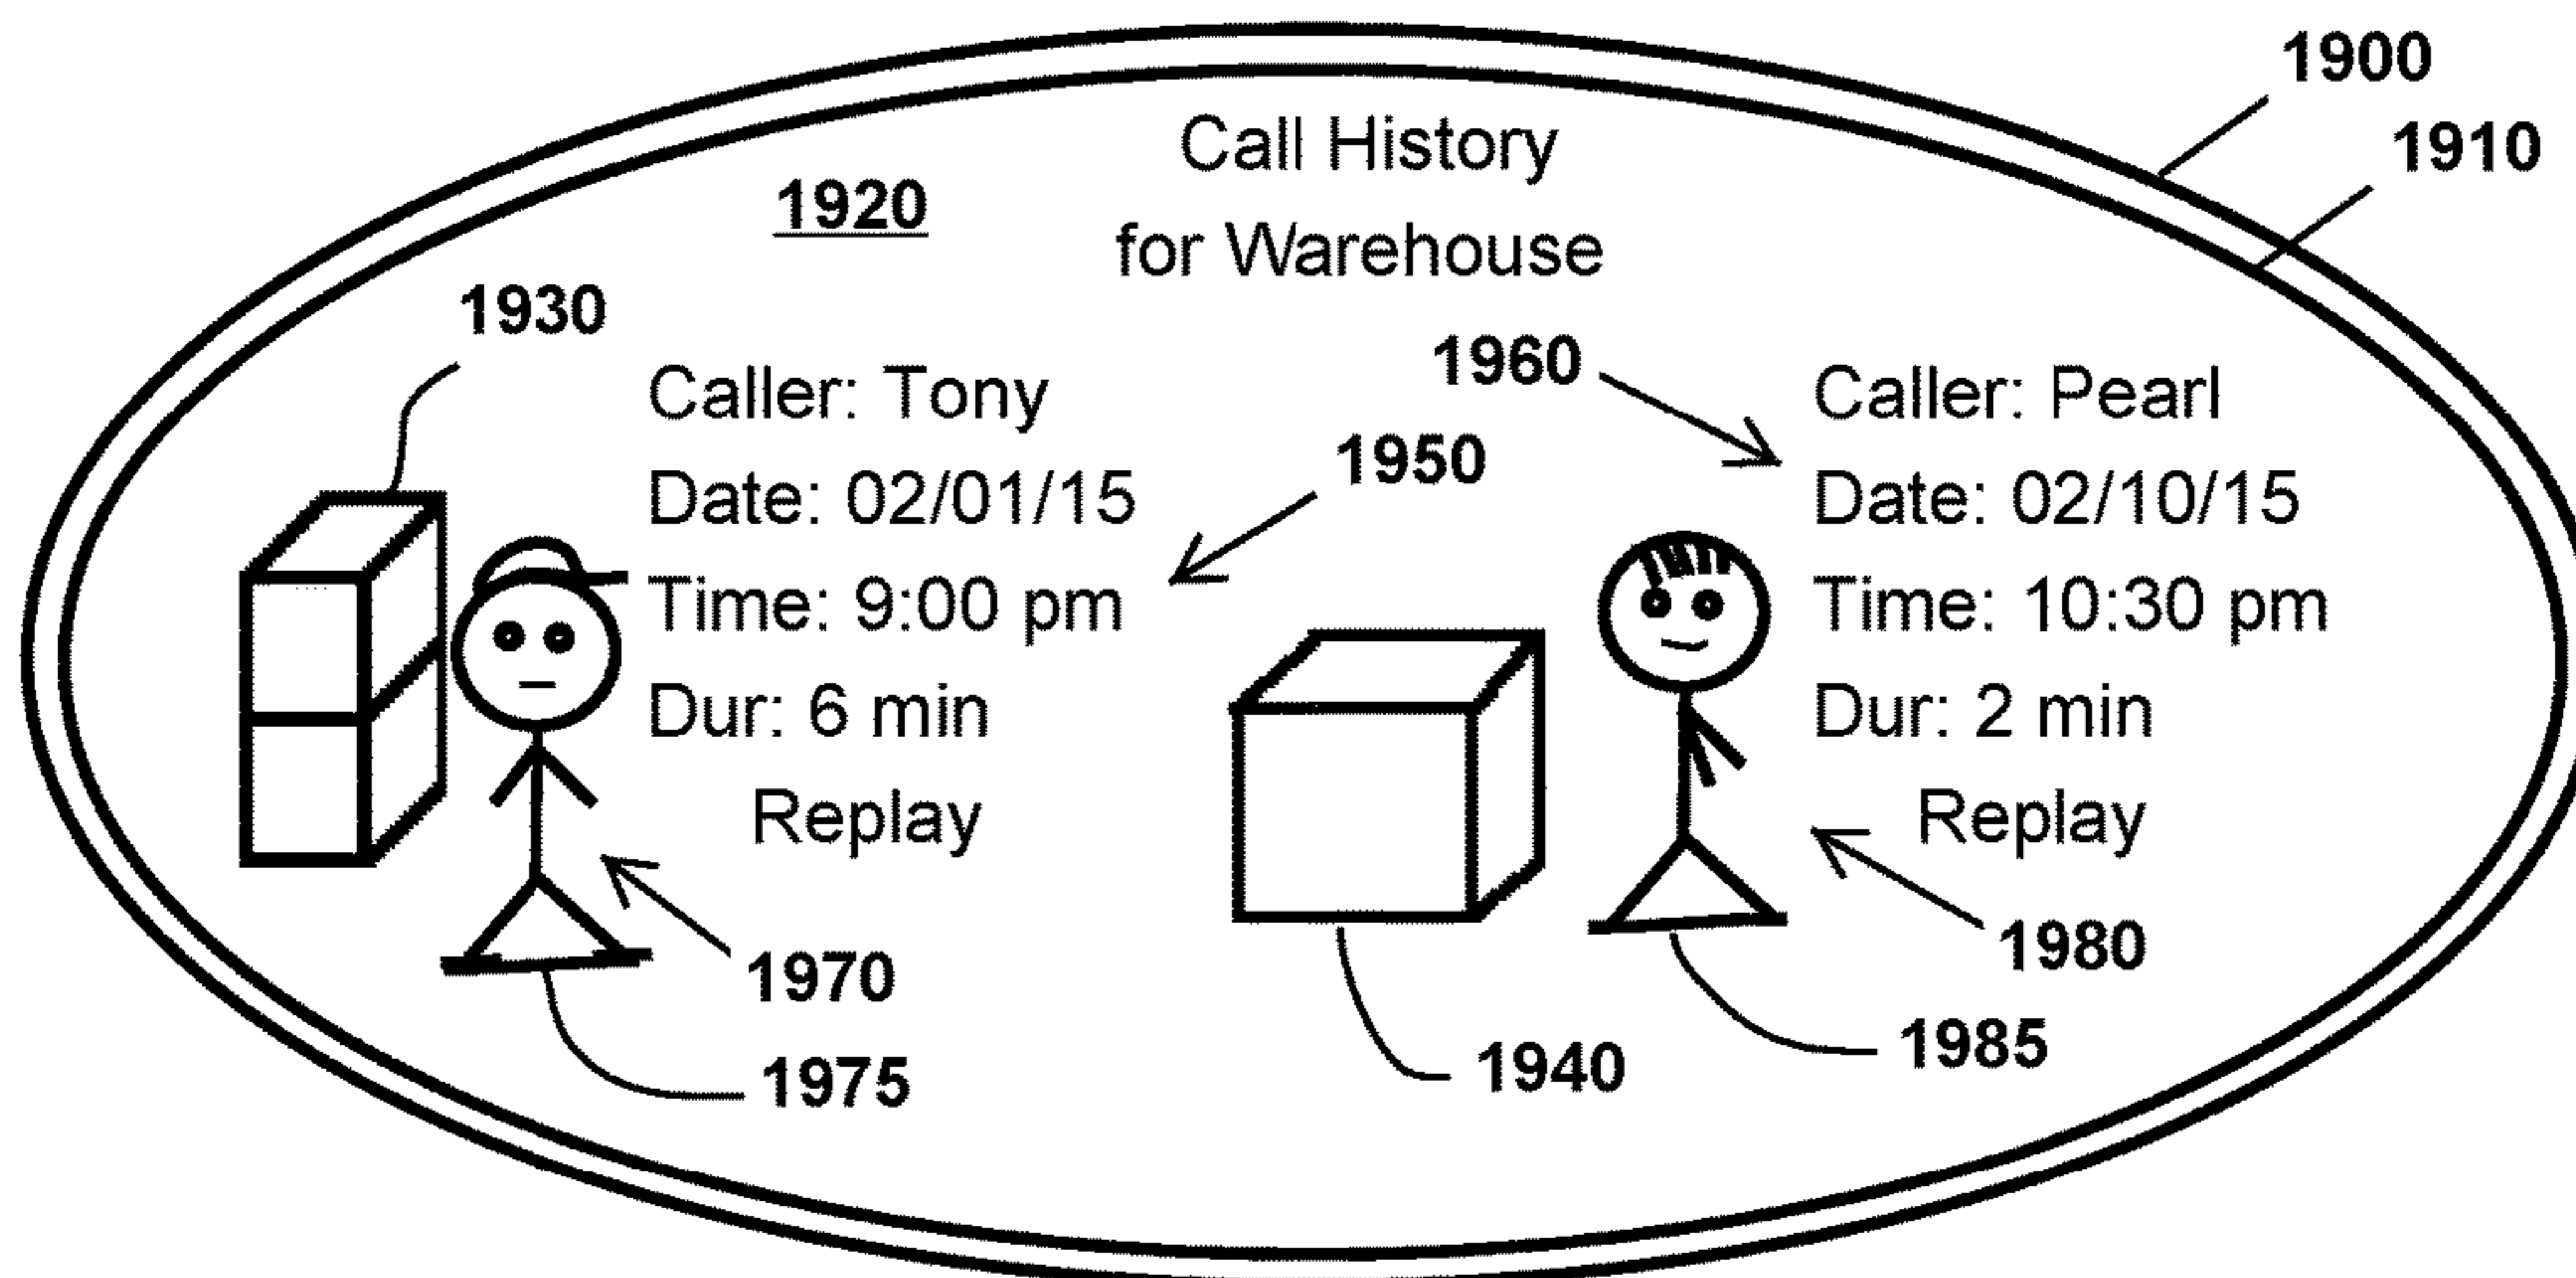 1900
1910
Call History
for Warehouse
1920
1930
1960
1950
Caller: Tony
Date: 02/01/15
Time: 9:00 pm
Dur: 6 min
Replay
Caller: Pearl
Date: 02/10/15
Time: 10:30 pm
Dur: 2 min
Replay
1970
1975
1980
1985
1940